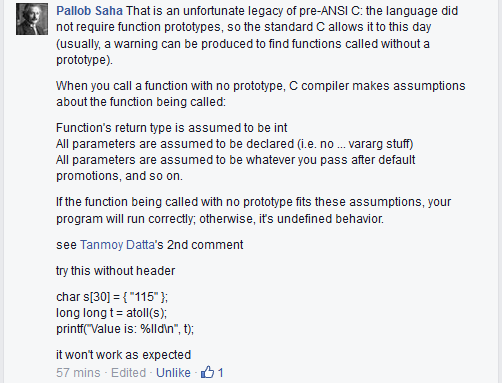 Pallob Saha That is an unfortunate legacy of pre-ANSI C: the language did
not require function prototypes, so the standard C allows it to this day
(usually, a warning can be produced to find functions called without a
prototype).
When you call a function with no prototype, C compiler makes assumptions
about the function being called:
Function's return type is assumed to be int
All parameters are assumed to be declared (i.e. no ... vararg stuff)
All parameters are assumed to be whatever you pass after default
promotions, and so on.
If the function being called with no prototype fits these assumptions, your
program will run correctly; otherwise, it's undefined behavior.
see Tanmoy Datta's 2nd comment
try this without header
char s[30] = { "115" };
long long t = atoll(s);
printf("Value is: %lld\n", t);
it won't work as expected
57 mins · Edited · Unlike · 1